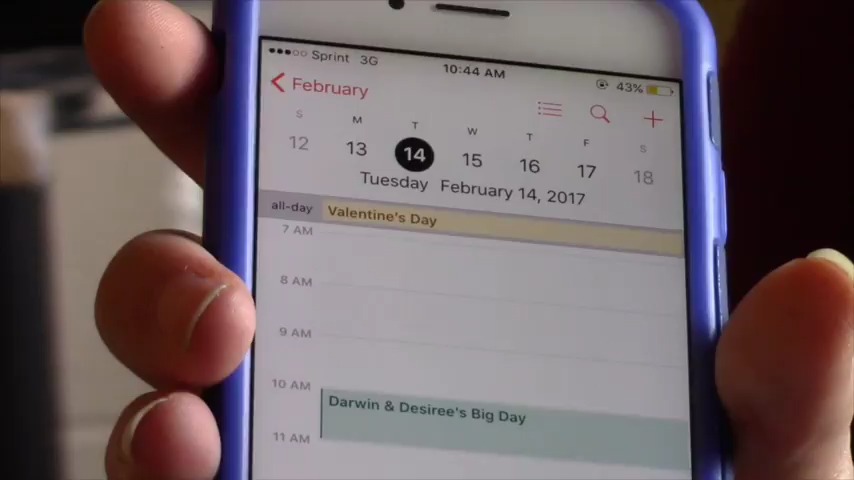 Sprint 3G 10:44 AM 43%
February
S M T W T F S
12 13 14 15 16 17 18
Tuesday February 14, 2017
all-day Valentine's Day
7 AM
8 AM
9 AM
10 AM
Darwin & Desiree's Big Day
11 AM